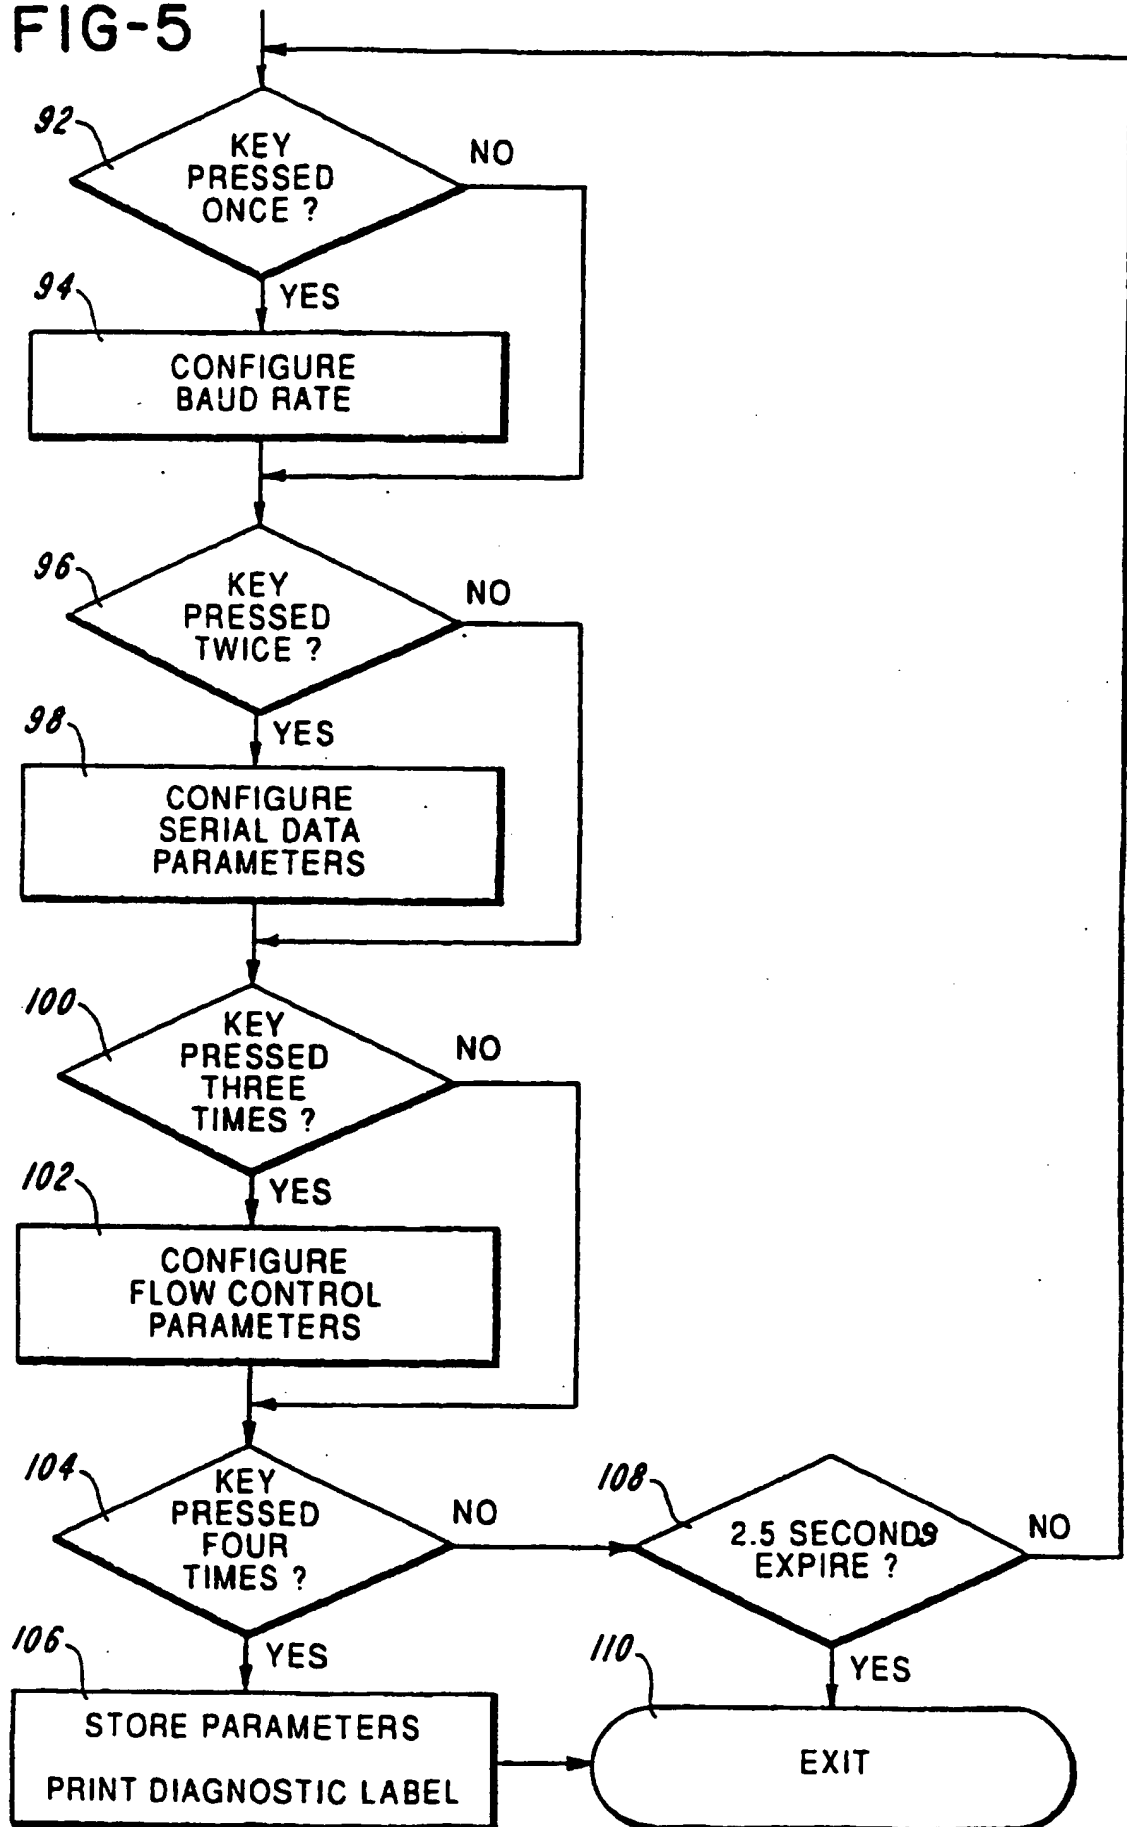 FIG-5
92
KEY
PRESSED
ONCE ?
NO
YES
94
CONFIGURE
BAUD RATE
96
KEY
PRESSED
TWICE ?
NO
YES
98
CONFIGURE
SERIAL DATA
PARAMETERS
100
KEY
PRESSED
THREE
TIMES ?
NO
YES
102
CONFIGURE
FLOW CONTROL
PARAMETERS
104
KEY
PRESSED
FOUR
TIMES ?
NO
YES
108
2.5 SECONDS
EXPIRE ?
NO
YES
106
STORE PARAMETERS
PRINT DIAGNOSTIC LABEL
110
EXIT